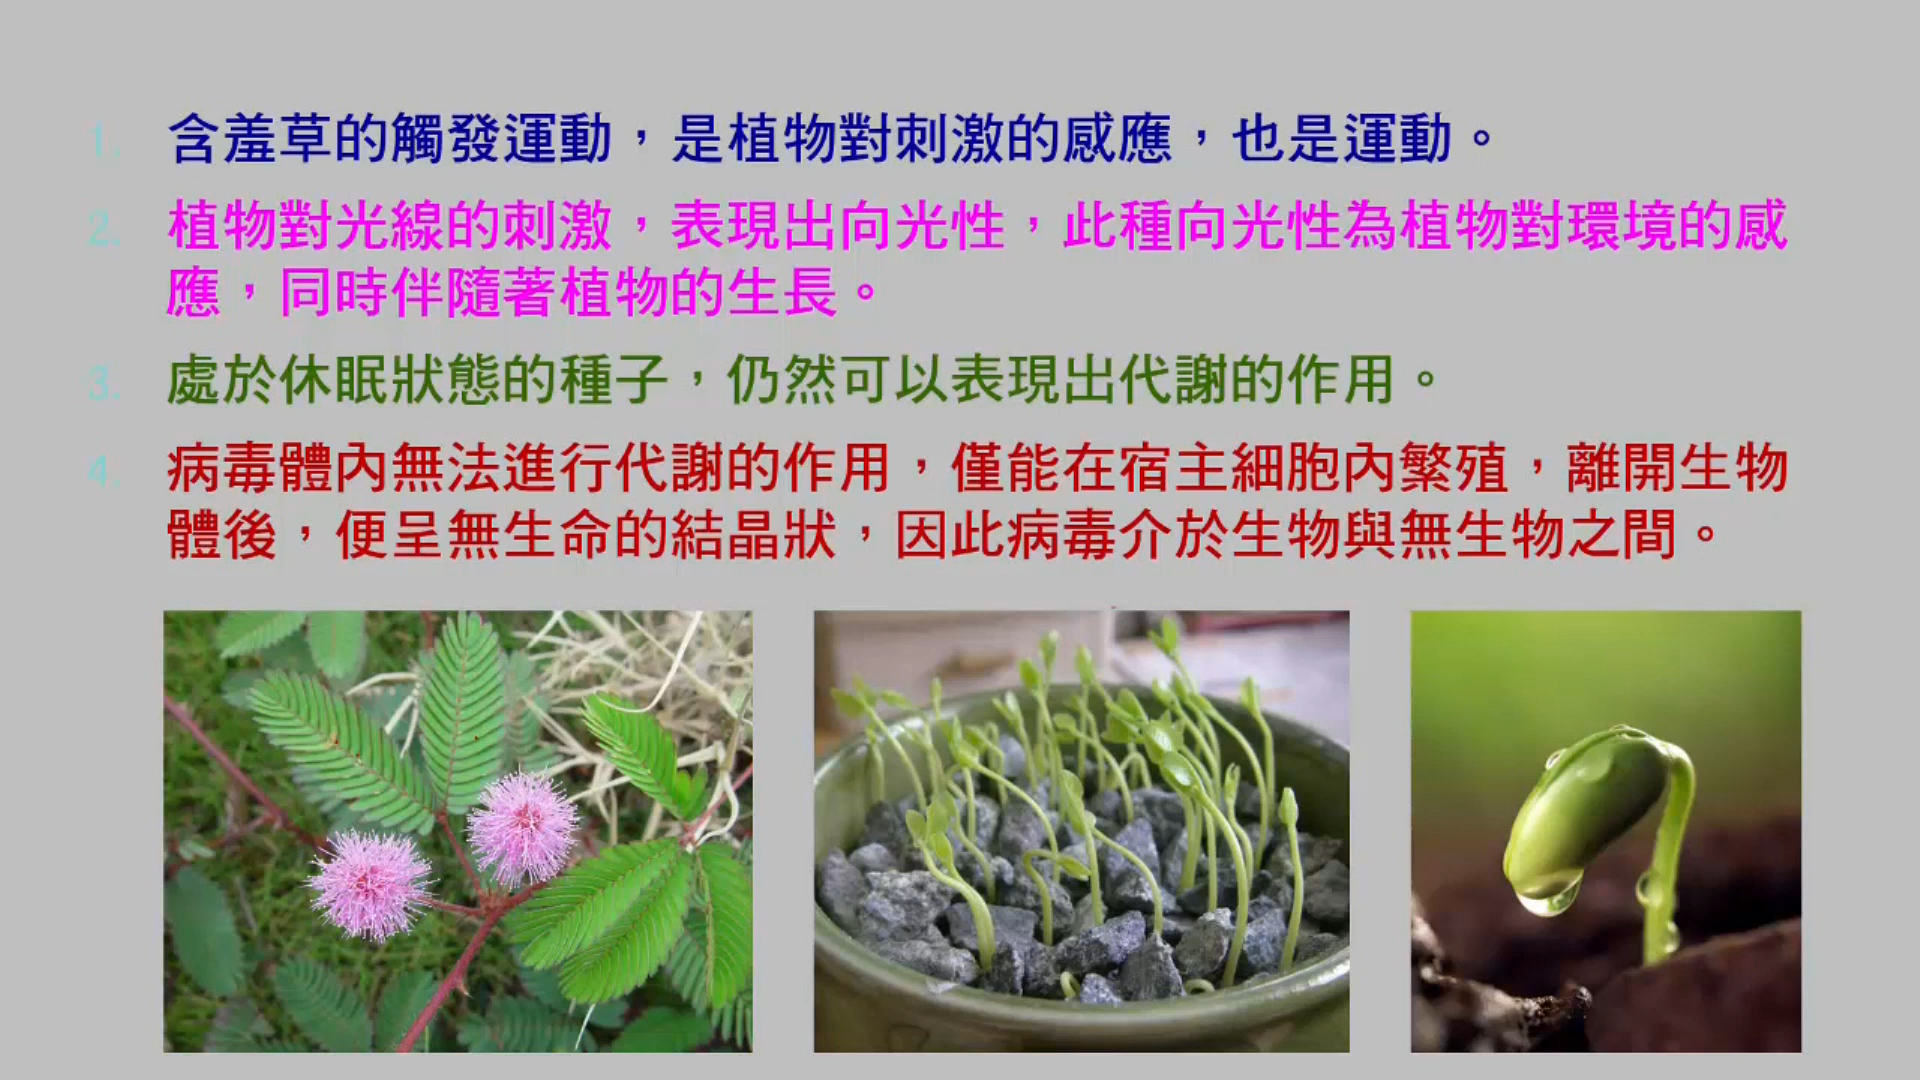 1. 含羞草的觸發運動，是植物對刺激的感應，也是運動。
2. 植物對光線的刺激，表現出向光性，此種向光性為植物對環境的感
應，同時伴隨著植物的生長。
3. 處於休眠狀態的種子，仍然可以表現出代謝的作用。
4. 病毒體內無法進行代謝的作用，僅能在宿主細胞內繁殖，離開生物
體後，便呈無生命的結晶狀，因此病毒介於生物與無生物之間。